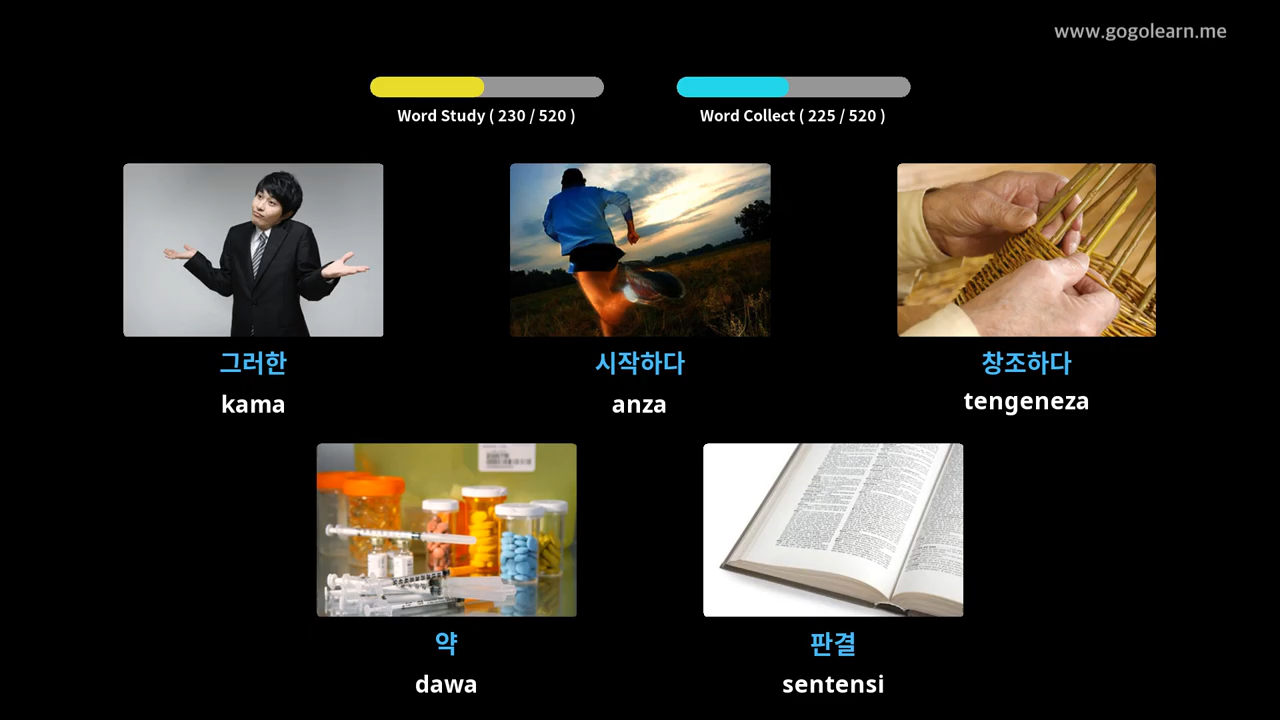 www.gogolearn.me
Word Study ( 230 / 520 )
Word Collect ( 225 / 520 )
그러한
kama
시작하다
anza
창조하다
tengeneza
약
dawa
판결
sentensi